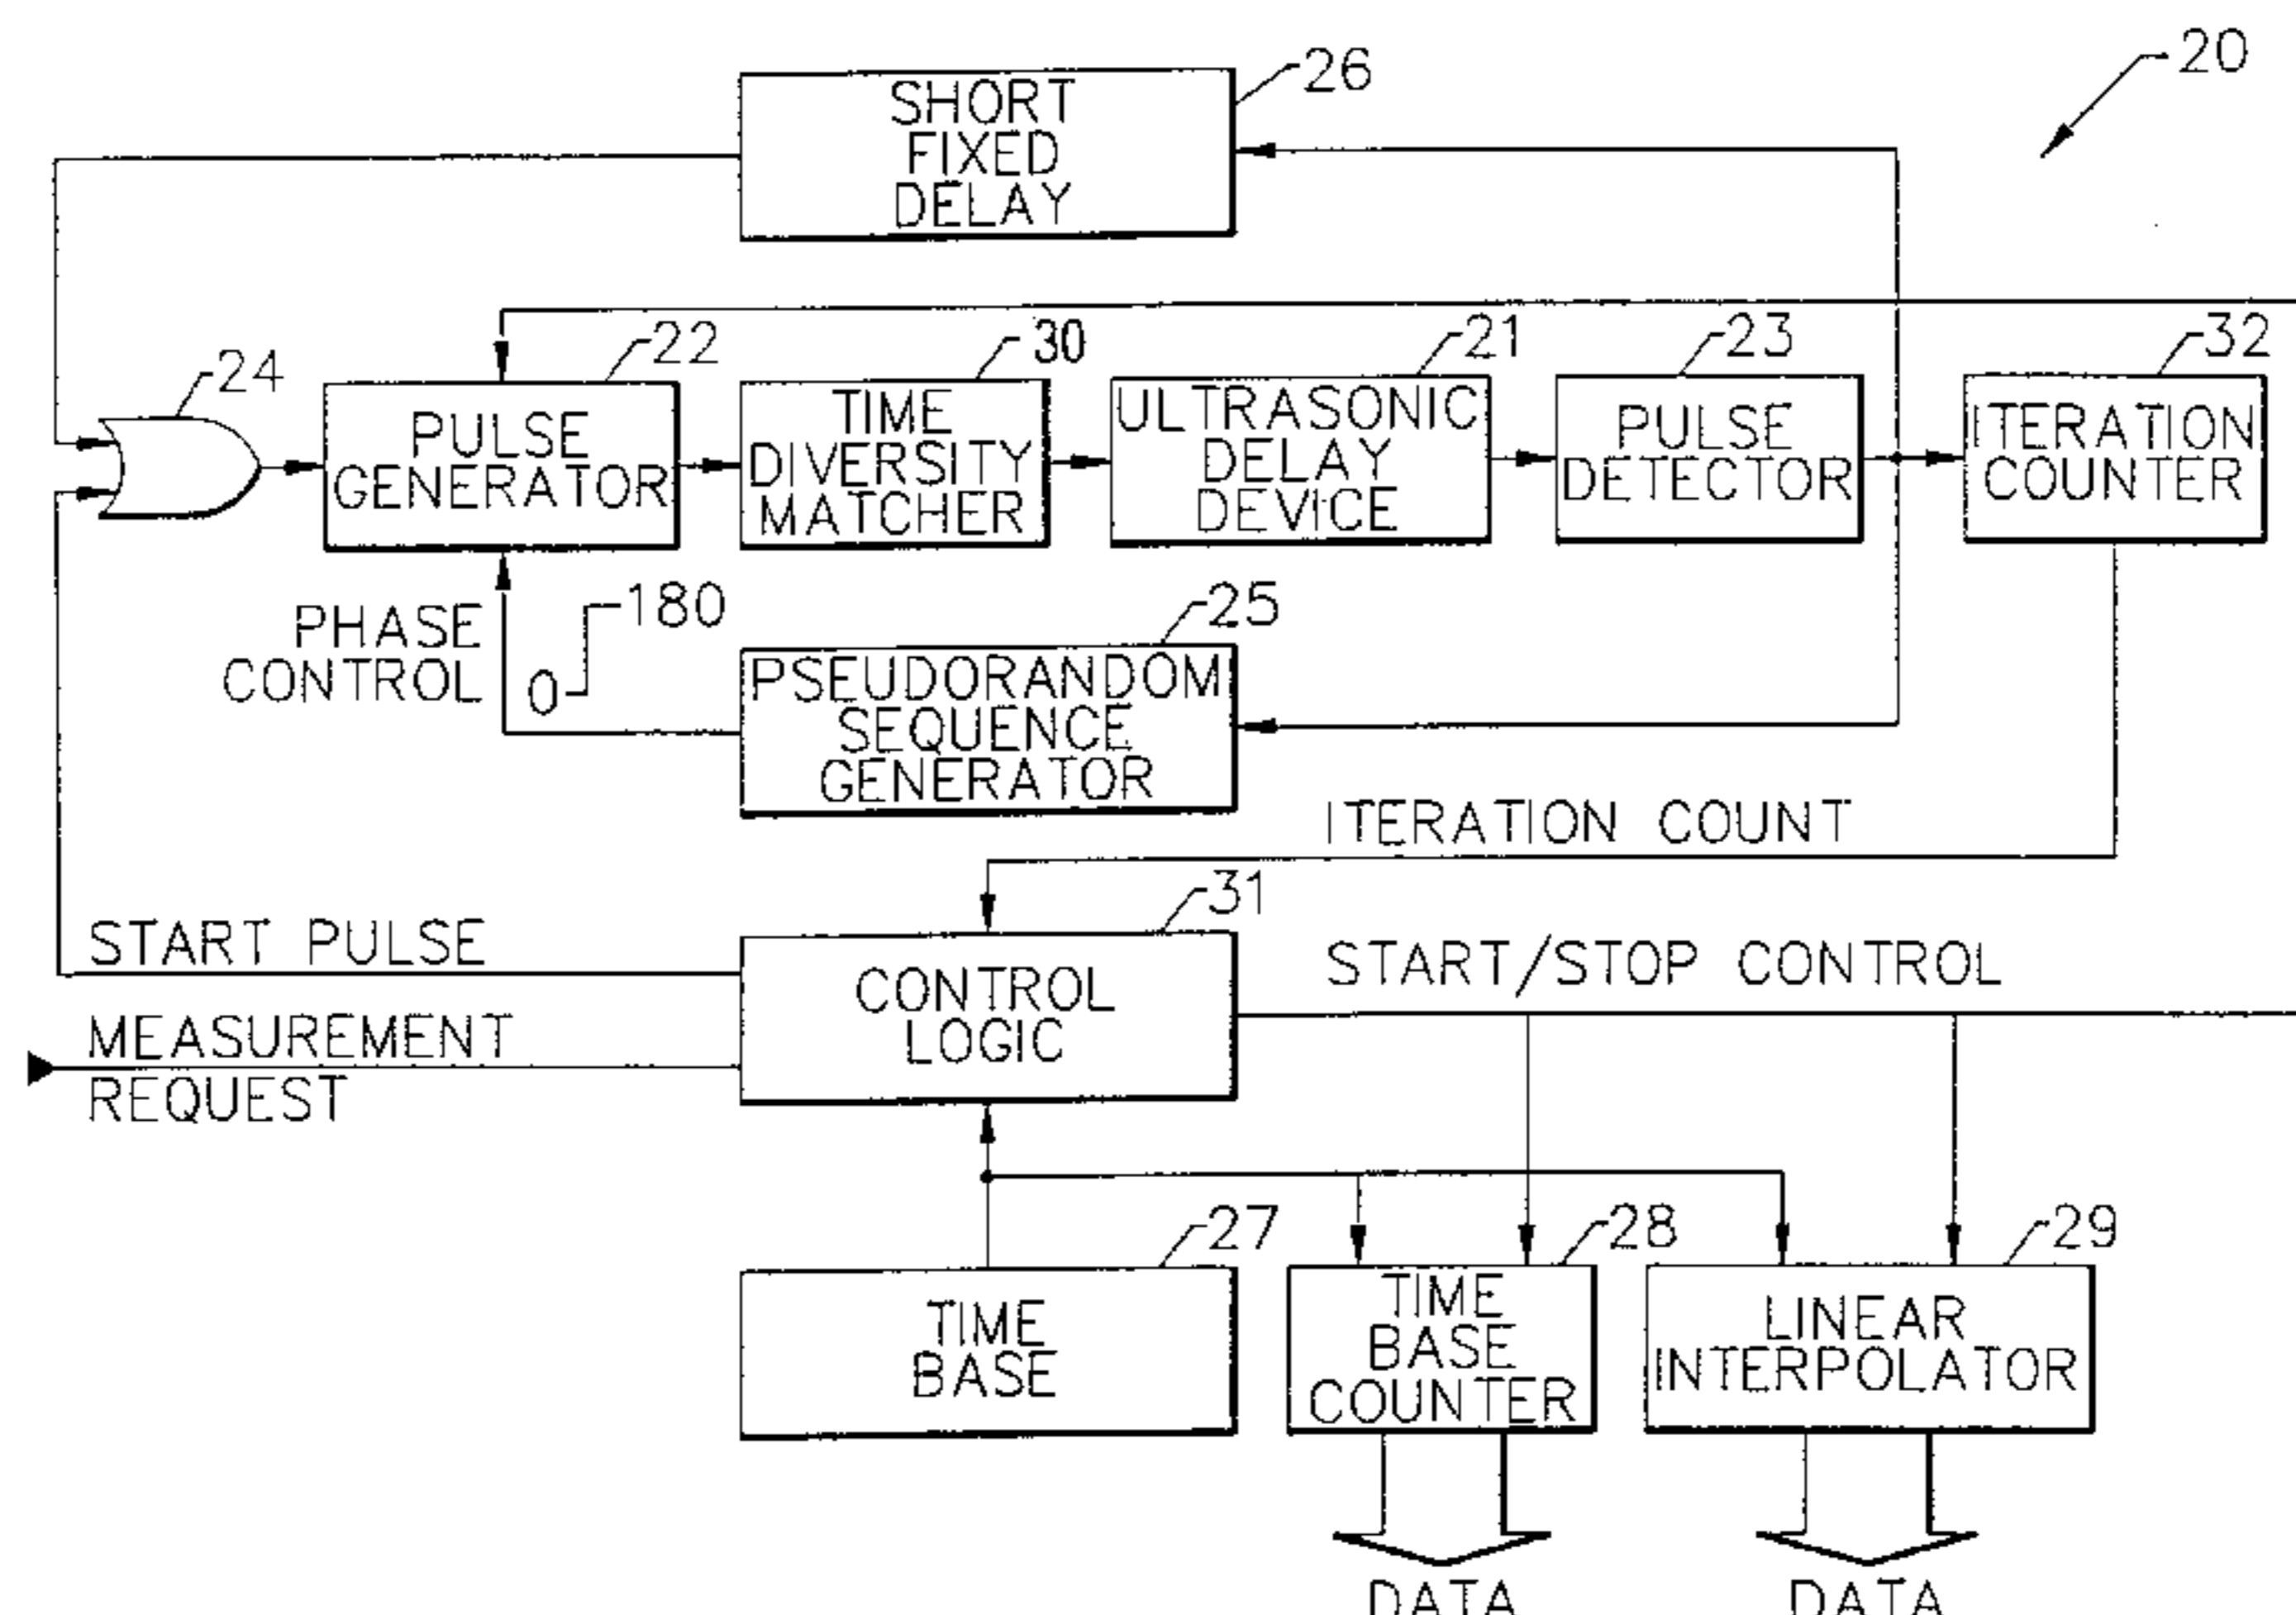 20
26
SHORT
FIXED
DELAY
24
22
PULSE
GENERATOR
30
TIME
DIVERSITY
MATCHER
21
ULTRASONIC
DELAY
DEVICE
23
PULSE
DETECTOR
32
ITERATION
COUNTER
PHASE
CONTROL
0
180
25
PSEUDORANDOM
SEQUENCE
GENERATOR
ITERATION COUNT
31
START PULSE
CONTROL
LOGIC
START/STOP CONTROL
MEASUREMENT
REQUEST
27
TIME
BASE
28
TIME
BASE
COUNTER
29
LINEAR
INTERPOLATOR
DATA
DATA